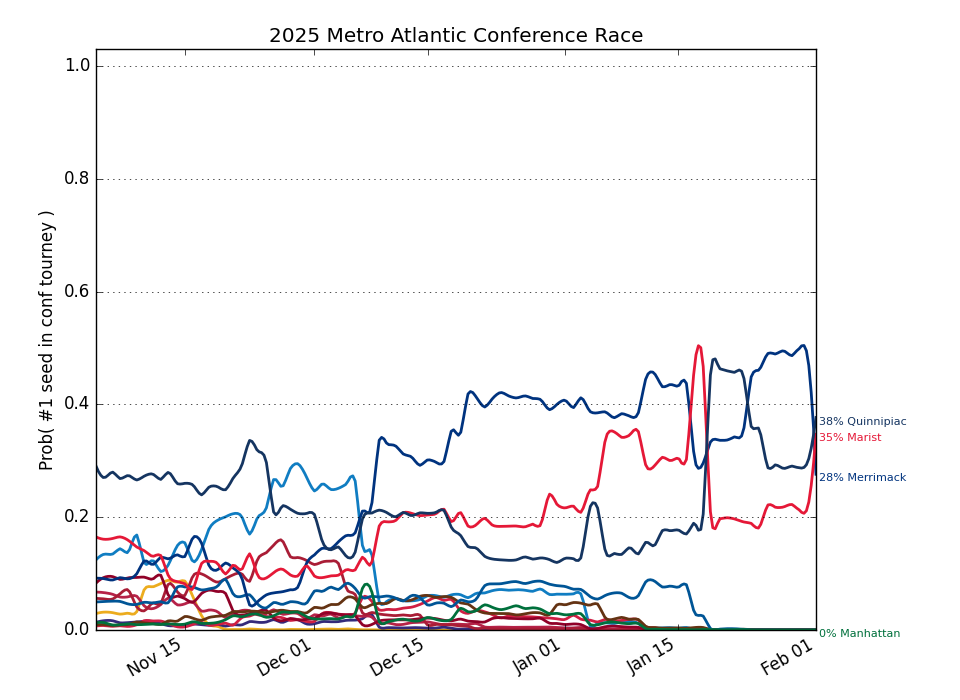 2025 Metro Atlantic Conference Race
Prob( #1 seed in conf tourney )
1.0
0.8
0.6
0.4
0.2
0.0
Nov 15
Dec 01
Dec 15
Jan 01
Jan 15
Feb 01
38% Quinnipiac
35% Marist
28% Merrimack
0% Manhattan